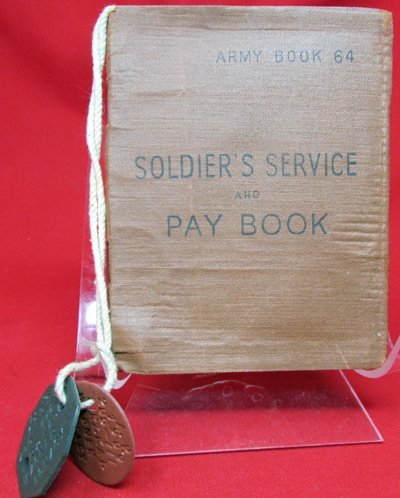 ARMY BOOK 64
SOLDIER'S SERVICE
AND
PAY BOOK